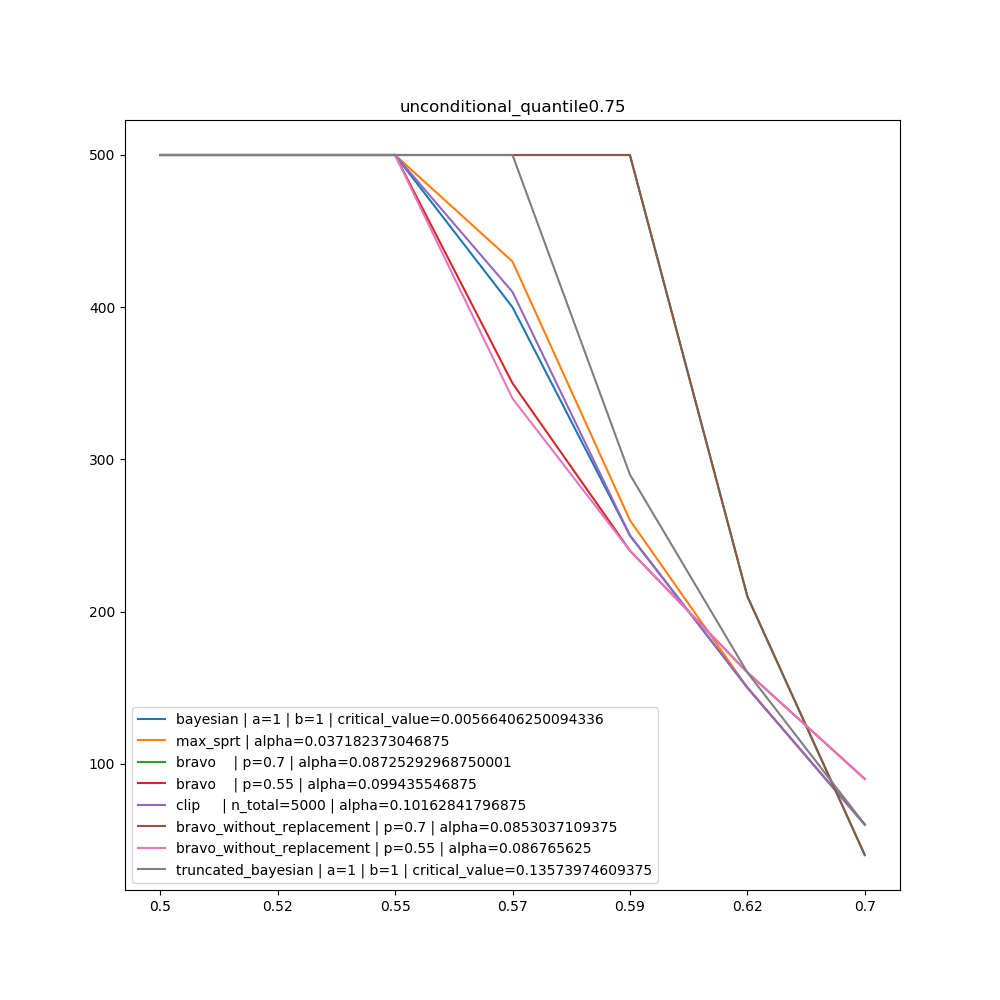 unconditional_quantile0.75
500
400
300
200
100
bayesian | a=1 | b=1 | critical_value=0.00566406250094336
max_sprt | alpha=0.037182373046875
bravo | p=0.7 | alpha=0.08725292968750001
bravo | p=0.55 | alpha=0.099435546875
clip | n_total=5000 | alpha=0.10162841796875
bravo_without_replacement | p=0.7 | alpha=0.0853037109375
bravo_without_replacement | p=0.55 | alpha=0.086765625
truncated_bayesian | a=1 | b=1 | critical_value=0.13573974609375
0.5 0.52 0.55 0.57 0.59 0.62 0.7